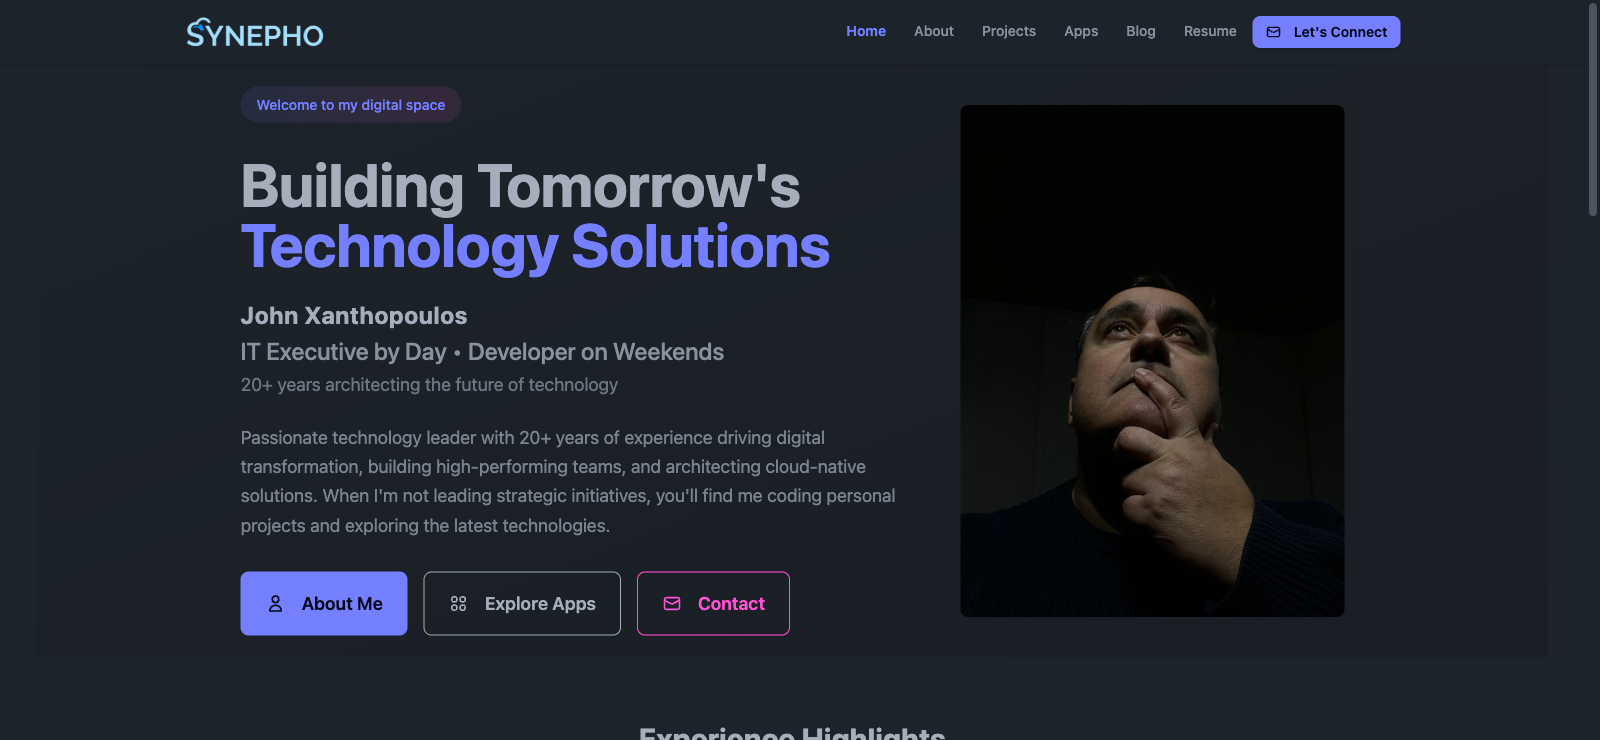 SYNEPHO
Home
About
Projects
Apps
Blog
Resume
Let's Connect
Welcome to my digital space
Building Tomorrow's
Technology Solutions
John Xanthopoulos
IT Executive by Day • Developer on Weekends
20+ years architecting the future of technology
Passionate technology leader with 20+ years of experience driving digital
transformation, building high-performing teams, and architecting cloud-native
solutions. When I'm not leading strategic initiatives, you'll find me coding personal
projects and exploring the latest technologies.
About Me
Explore Apps
Contact
Experience Highlights